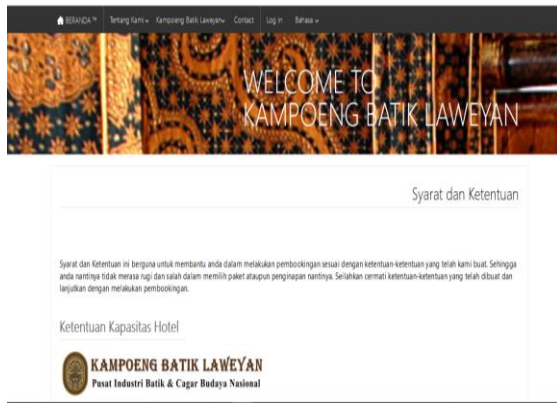 BERANDA ™ Tentang Kami Kampoeng Batik Laweyan Contact Log in Bahasa
WELCOME TO
KAMPOENG BATIK LAWEYAN
Syarat dan Ketentuan
Syarat dan Ketentuan ini berguna untuk membantu anda dalam melakukan pembookingan sesuai dengan ketentuan-ketentuan yang telah kami buat. Sehingga
anda nantinya tidak merasa rugi dan salah dalam memilih paket ataupun penginapan nantinya. Seilahkan cermati ketentuan-ketentuan yang telah dibuat dan
lanjutkan dengan melakukan pembookingan.
Ketentuan Kapasitas Hotel
KAMPOENG BATIK LAWEYAN
Pusat Industri Batik & Cagar Budaya Nasional